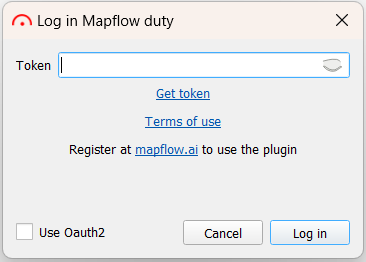 Log in Mapflow duty
Token
Get token
Terms of use
Register at mapflow.ai to use the plugin
Use Oauth2
Cancel
Log in